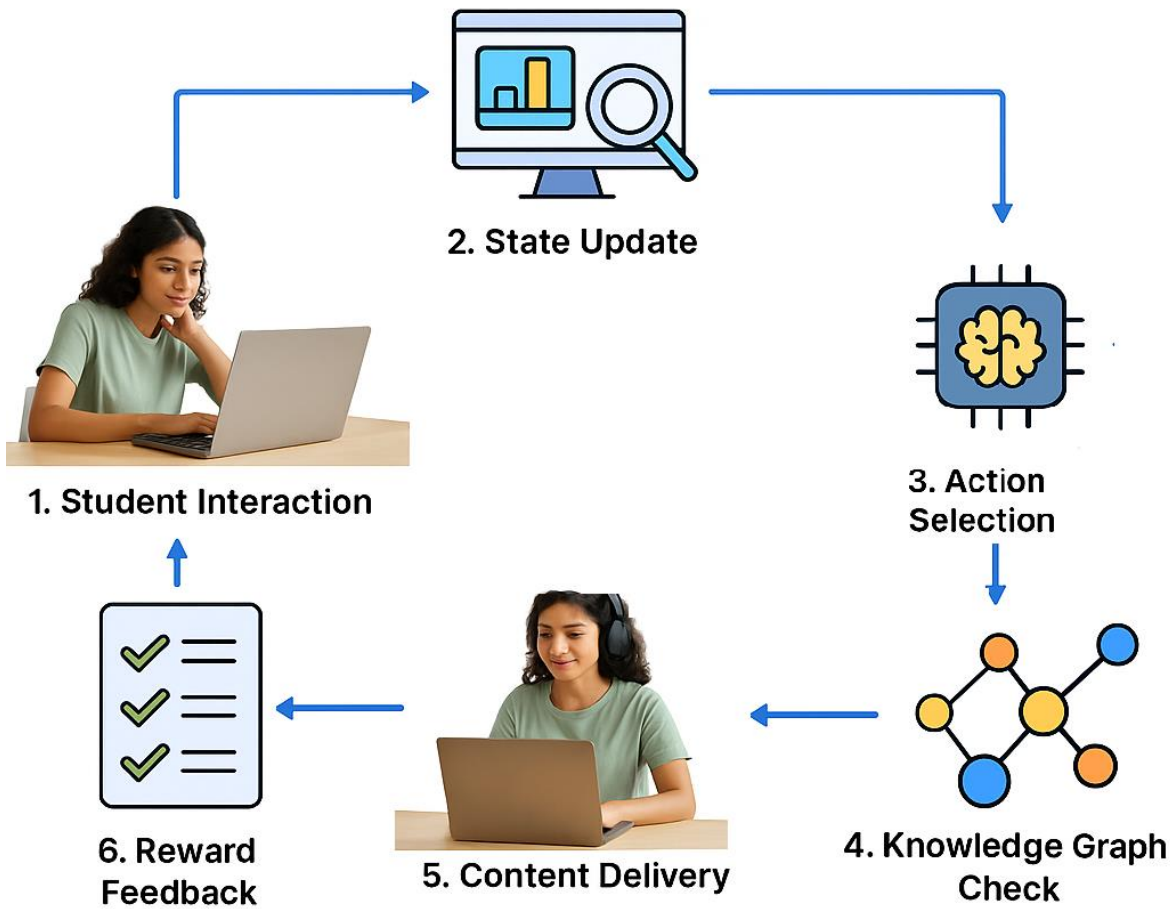 1. Student Interaction
2. State Update
3. Action
Selection
4. Knowledge Graph
Check
5. Content Delivery
6. Reward
Feedback